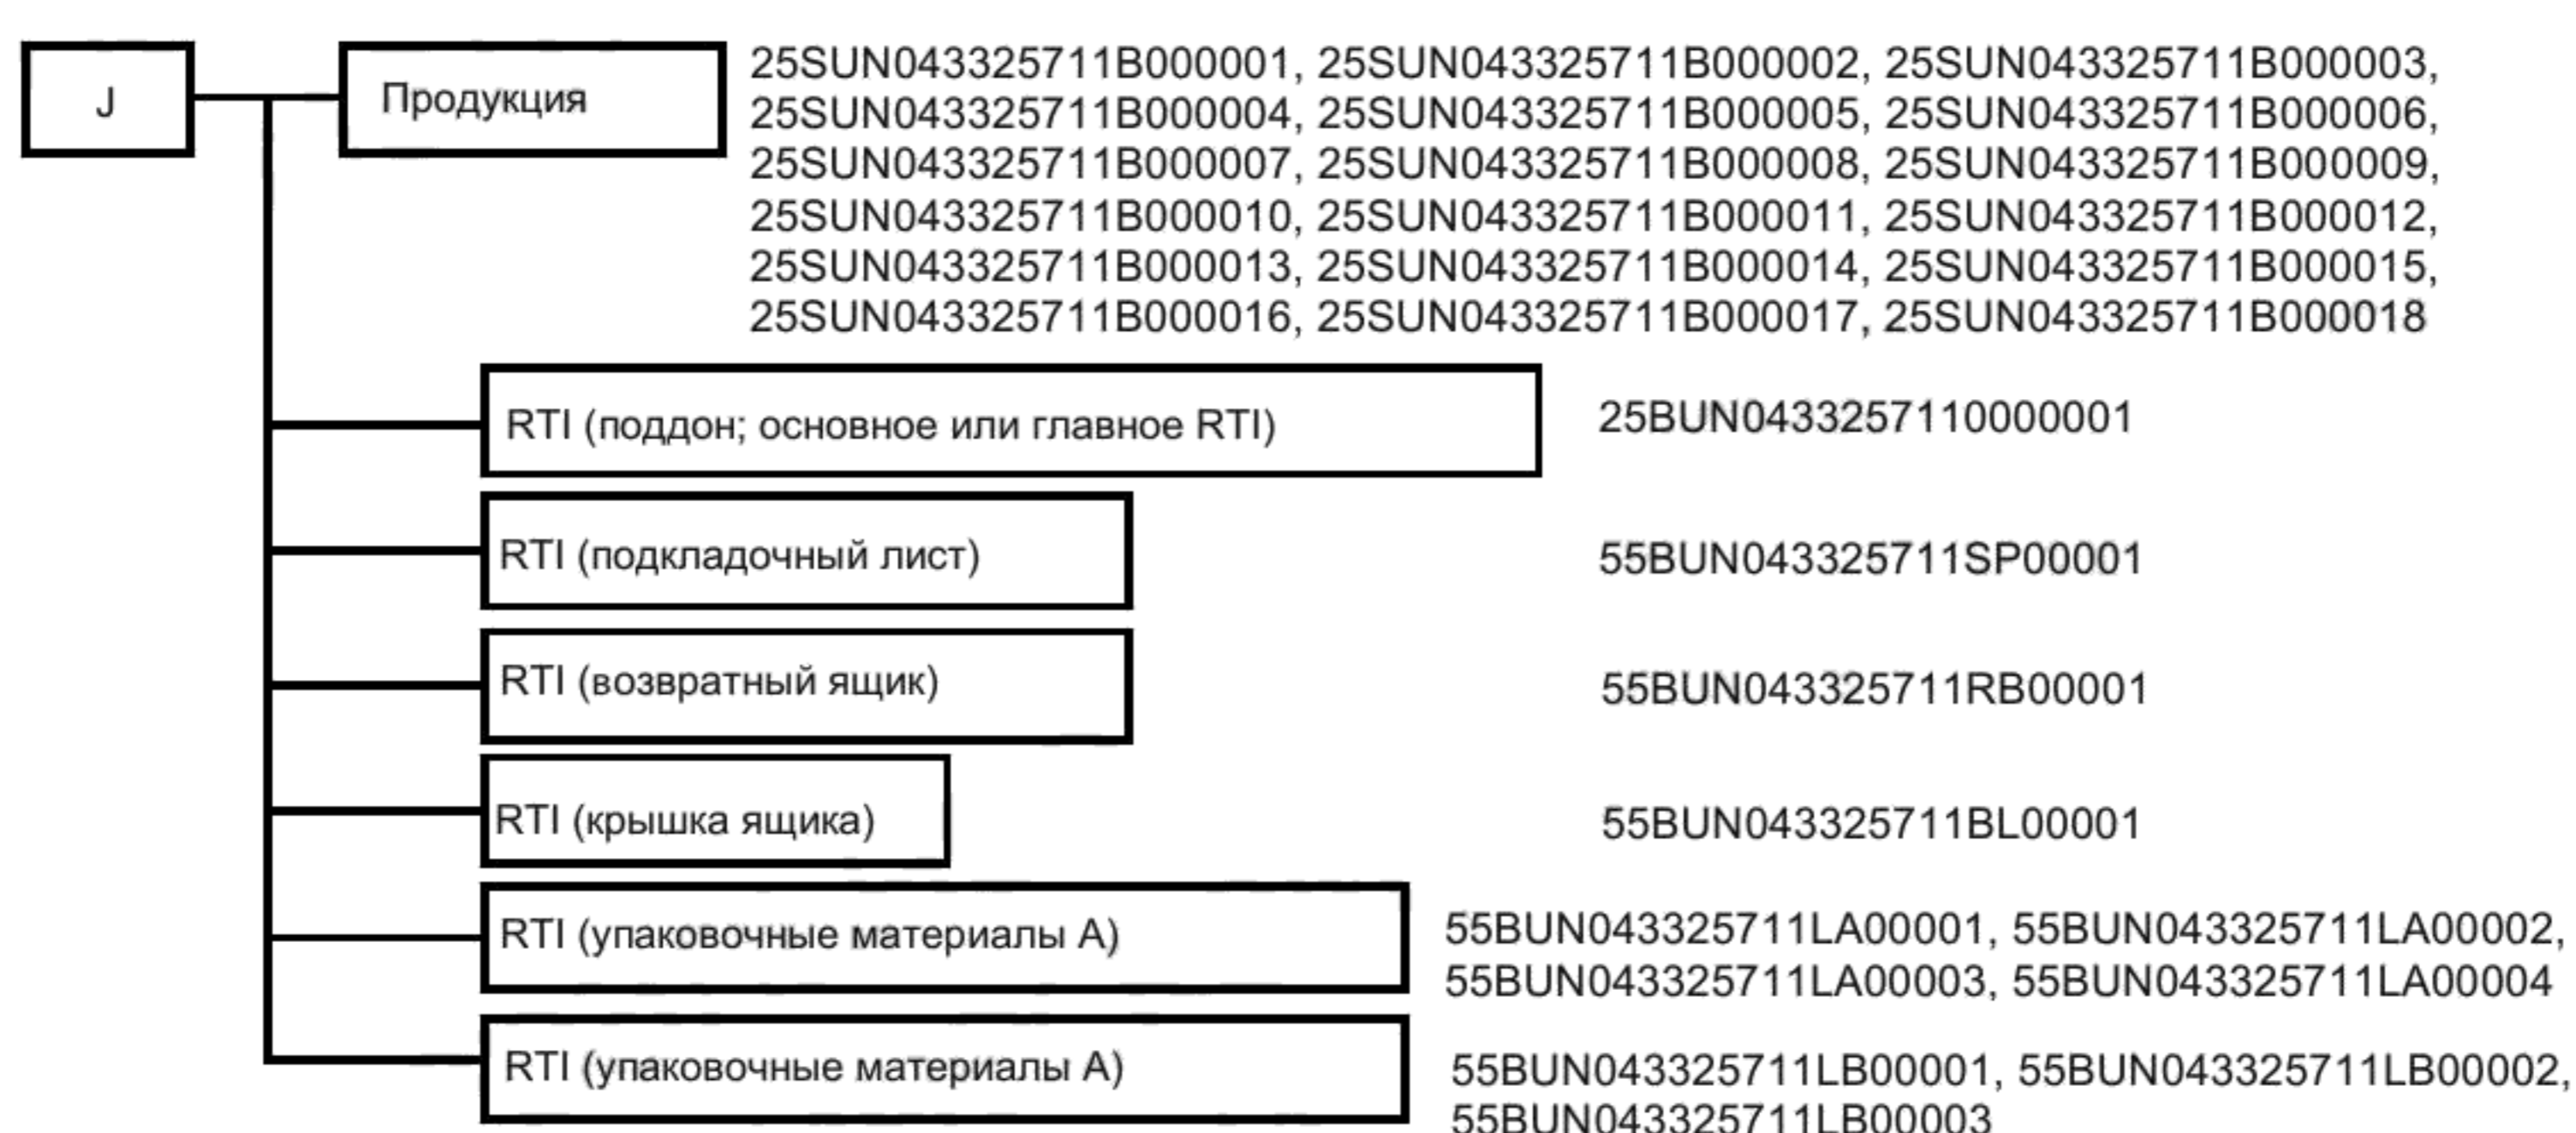 J
Продукция
25SUN043325711B000001, 25SUN043325711B000002, 25SUN043325711B000003,
25SUN043325711B000004, 25SUN043325711B000005, 25SUN043325711B000006,
25SUN043325711B000007, 25SUN043325711B000008, 25SUN043325711B000009,
25SUN043325711B000010, 25SUN043325711B000011, 25SUN043325711B000012,
25SUN043325711B000013, 25SUN043325711B000014, 25SUN043325711B000015,
25SUN043325711B000016, 25SUN043325711B000017, 25SUN043325711B000018
RTI (поддон; основное или главное RTI)
25BUN0433257110000001
RTI (подкладочный лист)
55BUN043325711SP00001
RTI (возвратный ящик)
55BUN043325711RB00001
RTI (крышка ящика)
55BUN043325711BL00001
RTI (упаковочные материалы А)
55BUN043325711LA00001, 55BUN043325711LA00002,
55BUN043325711LA00003, 55BUN043325711LA00004
RTI (упаковочные материалы А)
55BUN043325711LB00001, 55BUN043325711LB00002,
55BUN043325711LB00003